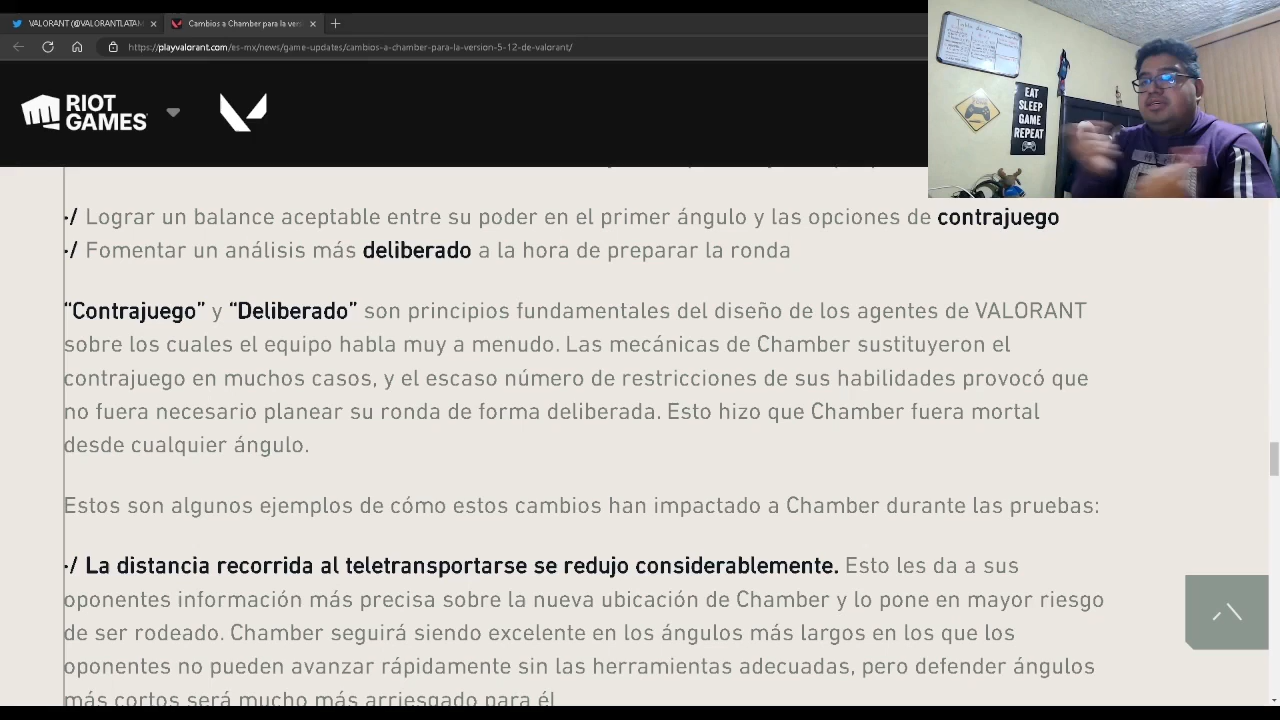 VALORANT (@VALORANTLATAM
Cambios a Chamber para la ver
https://playvalorant.com/es-mx/news/game-updates/cambios-a-chamber-para-la-version-5-12-de-valorant/
RIOT
GAMES
EAT
SLEEP
GAME
REPEAT
·/ Lograr un balance aceptable entre su poder en el primer ángulo y las opciones de contrajuego
·/ Fomentar un análisis más deliberado a la hora de preparar la ronda
“Contrajuego” y “Deliberado” son principios fundamentales del diseño de los agentes de VALORANT
sobre los cuales el equipo habla muy a menudo. Las mecánicas de Chamber sustituyeron el
contrajuego en muchos casos, y el escaso número de restricciones de sus habilidades provocó que
no fuera necesario planear su ronda de forma deliberada. Esto hizo que Chamber fuera mortal
desde cualquier ángulo.
Estos son algunos ejemplos de cómo estos cambios han impactado a Chamber durante las pruebas:
·/ La distancia recorrida al teletransportarse se redujo considerablemente. Esto les da a sus
oponentes información más precisa sobre la nueva ubicación de Chamber y lo pone en mayor riesgo
de ser rodeado. Chamber seguirá siendo excelente en los ángulos más largos en los que los
oponentes no pueden avanzar rápidamente sin las herramientas adecuadas, pero defender ángulos
más cortos será mucho más arriesgado para él